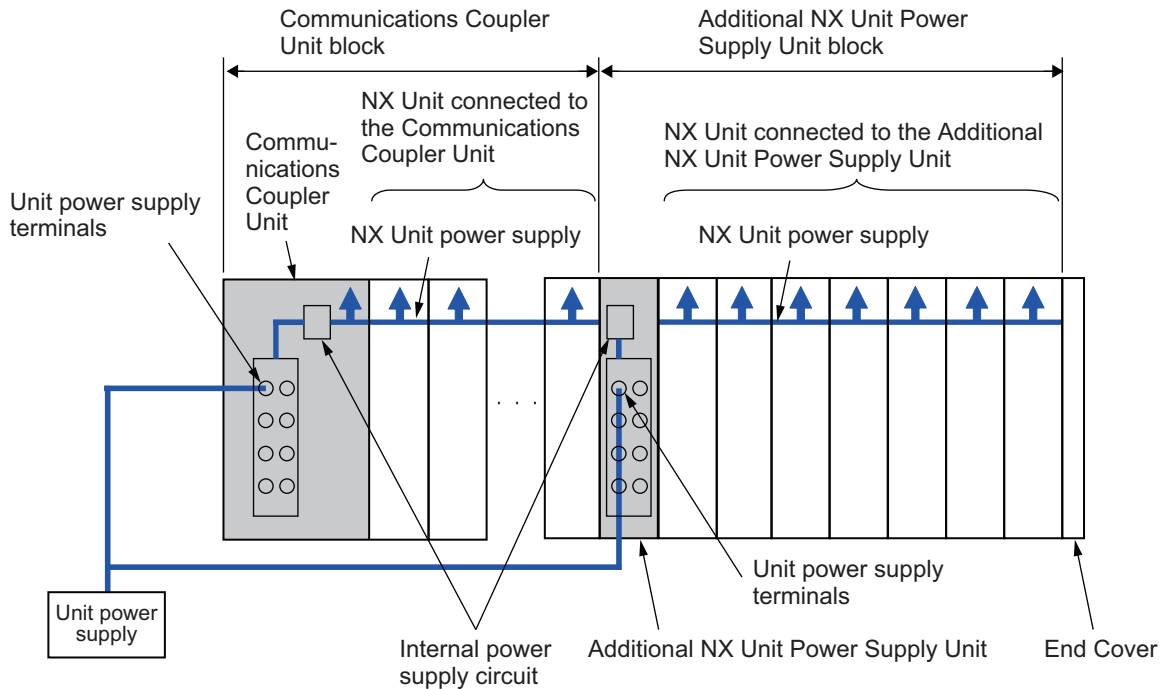 Communications Coupler
Unit block
Additional NX Unit Power
Supply Unit block
NX Unit connected to
the Communications
Coupler Unit
NX Unit connected to the Additional
NX Unit Power Supply Unit
Commu-
nications
Coupler
Unit
Unit power supply
terminals
NX Unit power supply
NX Unit power supply
. . .
Unit power
supply
Unit power supply
terminals
Internal power
supply circuit
Additional NX Unit Power Supply Unit
End Cover